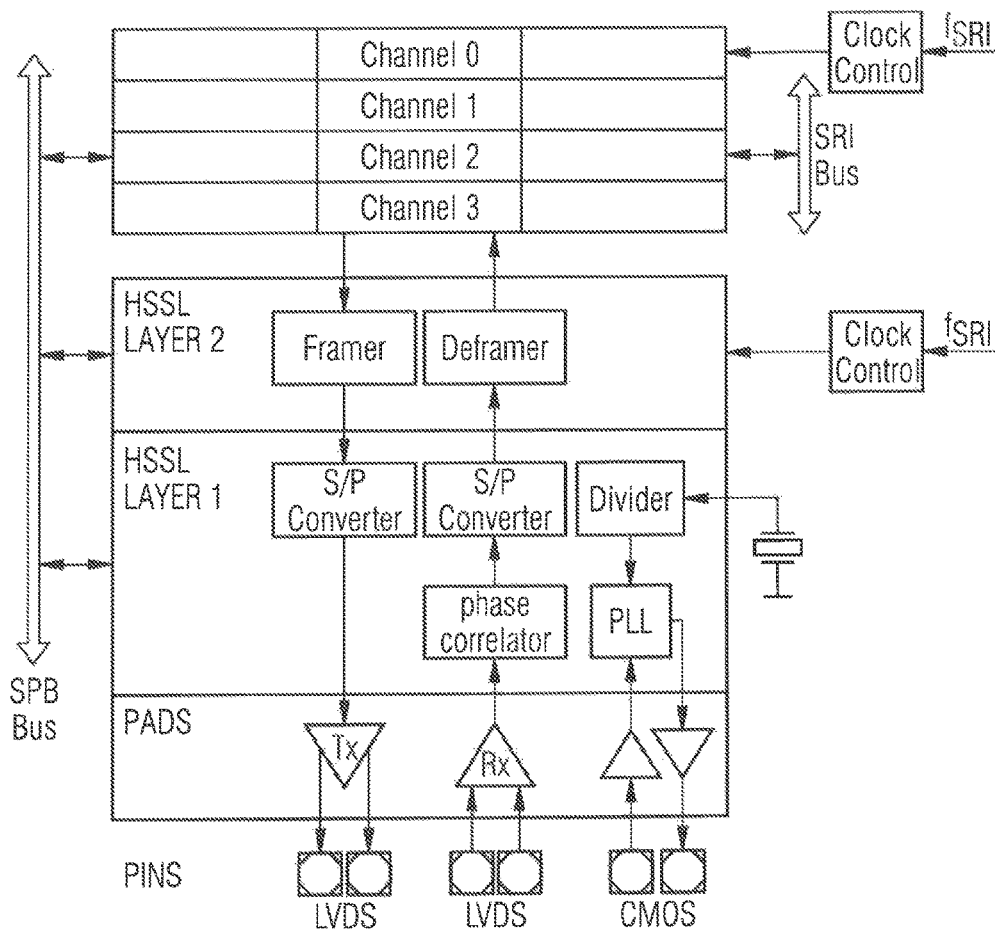 Channel 0
Channel 1
Channel 2
Channel 3
Clock
Control
fSRI
SRI
Bus
HSSL
LAYER 2
Framer
Deframer
Clock
Control
fSRI
HSSL
LAYER 1
S/P
Converter
S/P
Converter
Divider
phase
correlator
PLL
SPB
Bus
PADS
Tx
Rx
PINS
LVDS
LVDS
CMOS